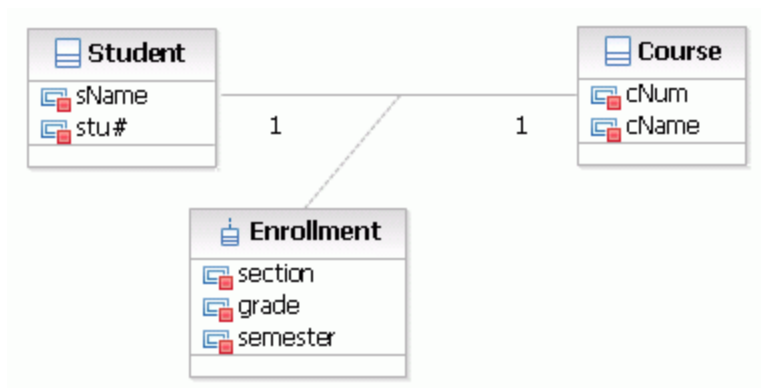 Student
sName
stu#
Course
cNum
cName
1
1
Enrollment
section
grade
semester